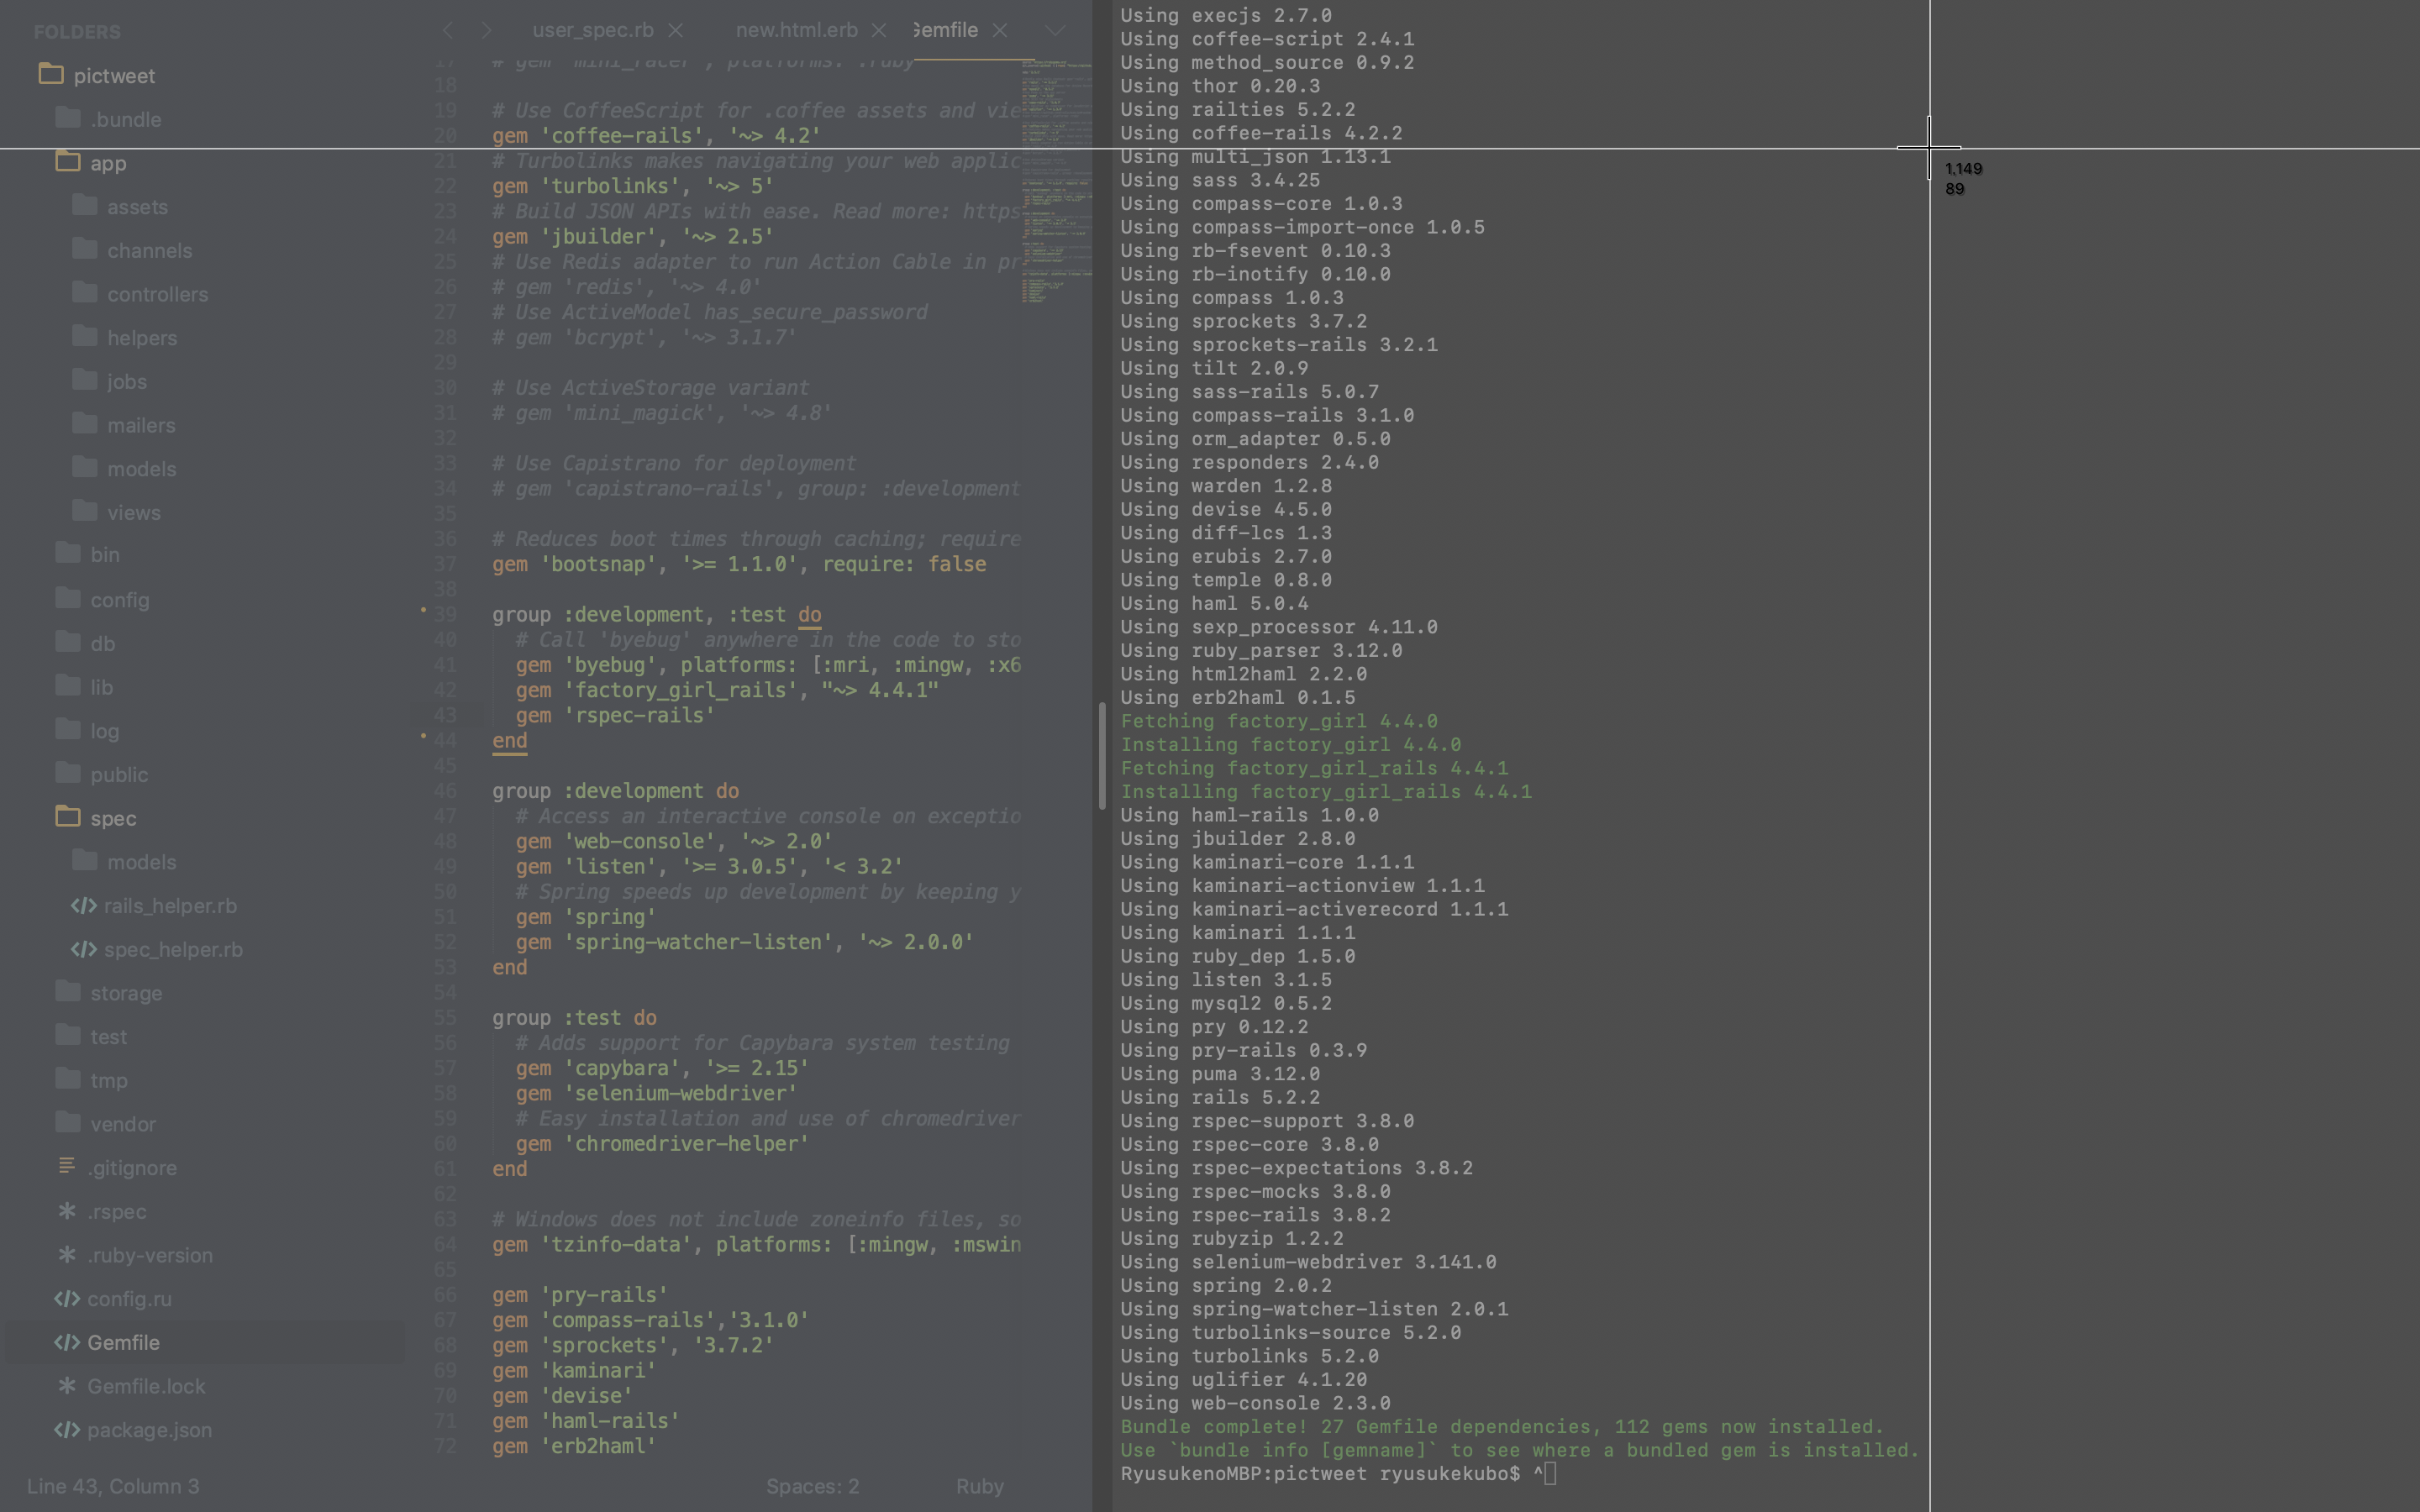 FOLDERS
pictweet
.bundle
app
assets
channels
controllers
helpers
jobs
mailers
models
views
bin
config
db
lib
log
public
spec
models
rails_helper.rb
spec_helper.rb
storage
test
tmp
vendor
.gitignore
.rspec
.ruby-version
config.ru
Gemfile
Gemfile.lock
package.json
Line 43, Column 3
user_spec.rb
new.html.erb
Gemfile
17 # gem 'mini_racer', platforms: :ruby
18
19 # Use CoffeeScript for .coffee assets and vie
20 gem 'coffee-rails', '~> 4.2'
21 # Turbolinks makes navigating your web applic
22 gem 'turbolinks', '~> 5'
23 # Build JSON APIs with ease. Read more: https
24 gem 'jbuilder', '~> 2.5'
25 # Use Redis adapter to run Action Cable in pr
26 # gem 'redis', '~> 4.0'
27 # Use ActiveModel has_secure_password
28 # gem 'bcrypt', '~> 3.1.7'
29
30 # Use ActiveStorage variant
31 # gem 'mini_magick', '~> 4.8'
32
33 # Use Capistrano for deployment
34 # gem 'capistrano-rails', group: :development
35
36 # Reduces boot times through caching; require
37 gem 'bootsnap', '>= 1.1.0', require: false
38
39 group :development, :test do
40 # Call 'byebug' anywhere in the code to sto
41 gem 'byebug', platforms: [:mri, :mingw, :x6
42 gem 'factory_girl_rails', "~> 4.4.1"
43 gem 'rspec-rails'
44 end
45
46 group :development do
47 # Access an interactive console on exceptio
48 gem 'web-console', '~> 2.0'
49 gem 'listen', '>= 3.0.5', '< 3.2'
50 # Spring speeds up development by keeping y
51 gem 'spring'
52 gem 'spring-watcher-listen', '~> 2.0.0'
53 end
54
55 group :test do
56 # Adds support for Capybara system testing
57 gem 'capybara', '>= 2.15'
58 gem 'selenium-webdriver'
59 # Easy installation and use of chromedriver
60 gem 'chromedriver-helper'
61 end
62
63 # Windows does not include zoneinfo files, so
64 gem 'tzinfo-data', platforms: [:mingw, :mswin
65
66 gem 'pry-rails'
67 gem 'compass-rails','3.1.0'
68 gem 'sprockets', '3.7.2'
69 gem 'kaminari'
70 gem 'devise'
71 gem 'haml-rails'
72 gem 'erb2haml'
Spaces: 2
Ruby
Using execjs 2.7.0
Using coffee-script 2.4.1
Using method_source 0.9.2
Using thor 0.20.3
Using railties 5.2.2
Using coffee-rails 4.2.2
Using multi_json 1.13.1
Using sass 3.4.25
Using compass-core 1.0.3
Using compass-import-once 1.0.5
Using rb-fsevent 0.10.3
Using rb-inotify 0.10.0
Using compass 1.0.3
Using sprockets 3.7.2
Using sprockets-rails 3.2.1
Using tilt 2.0.9
Using sass-rails 5.0.7
Using compass-rails 3.1.0
Using orm_adapter 0.5.0
Using responders 2.4.0
Using warden 1.2.8
Using devise 4.5.0
Using diff-lcs 1.3
Using erubis 2.7.0
Using temple 0.8.0
Using haml 5.0.4
Using sexp_processor 4.11.0
Using ruby_parser 3.12.0
Using html2haml 2.2.0
Using erb2haml 0.1.5
Fetching factory_girl 4.4.0
Installing factory_girl 4.4.0
Fetching factory_girl_rails 4.4.1
Installing factory_girl_rails 4.4.1
Using haml-rails 1.0.0
Using jbuilder 2.8.0
Using kaminari-core 1.1.1
Using kaminari-actionview 1.1.1
Using kaminari-activerecord 1.1.1
Using kaminari 1.1.1
Using ruby_dep 1.5.0
Using listen 3.1.5
Using mysql2 0.5.2
Using pry 0.12.2
Using pry-rails 0.3.9
Using puma 3.12.0
Using rails 5.2.2
Using rspec-support 3.8.0
Using rspec-core 3.8.0
Using rspec-expectations 3.8.2
Using rspec-mocks 3.8.0
Using rspec-rails 3.8.2
Using rubyzip 1.2.2
Using selenium-webdriver 3.141.0
Using spring 2.0.2
Using spring-watcher-listen 2.0.1
Using turbolinks-source 5.2.0
Using turbolinks 5.2.0
Using uglifier 4.1.20
Using web-console 2.3.0
Bundle complete! 27 Gemfile dependencies, 112 gems now installed.
Use `bundle info [gemname]` to see where a bundled gem is installed.
RyusukenoMBP:pictweet ryusukekubo$ ^
1,149
89